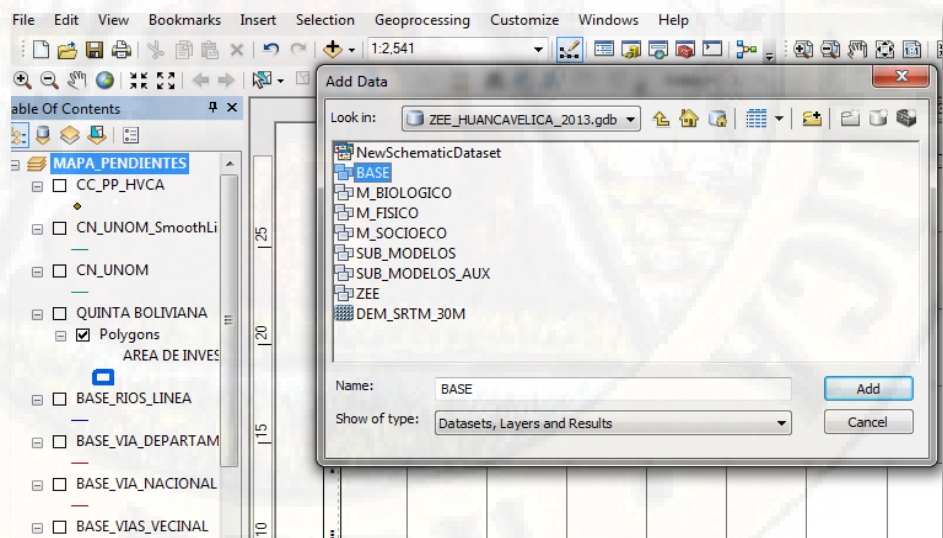 File Edit View Bookmarks Insert Selection Geoprocessing Customize Windows Help
1:2,541
able Of Contents
MAPA_PENDIENTES
CC_PP_HVCA
CN_UNOM_SmoothLi
CN_UNOM
QUINTA BOLIVIANA
Polygons
AREA DE INVES
BASE_RIOS_LINEA
BASE_VIA_DEPARTAM
BASE_VIA_NACIONAL
BASE_VIAS_VECINAL
25
20
15
10
Add Data
Look in: ZEE_HUANCAVELICA_2013.gdb
NewSchematicDataset
BASE
M_BIOLOGICO
M_FISICO
M_SOCIOECO
SUB_MODELOS
SUB_MODELOS_AUX
ZEE
DEM_SRTM_30M
Name: BASE Add
Show of type: Datasets, Layers and Results Cancel